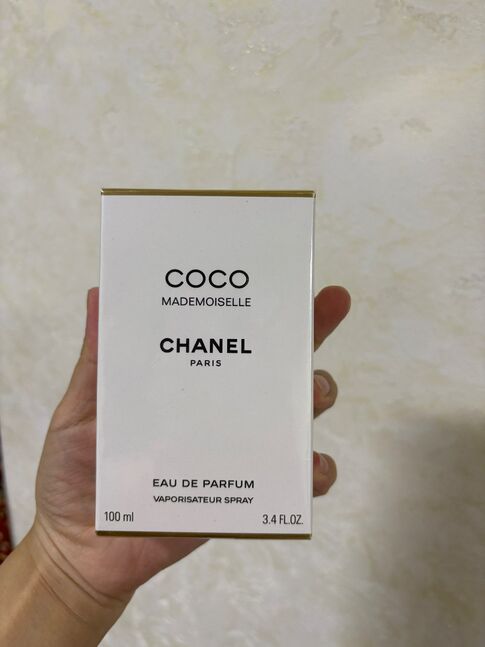 COCO
MADEMOISELLE
CHANEL
PARIS
EAU DE PARFUM
VAPORISATEUR SPRAY
100 ml 3.4 FL.OZ.